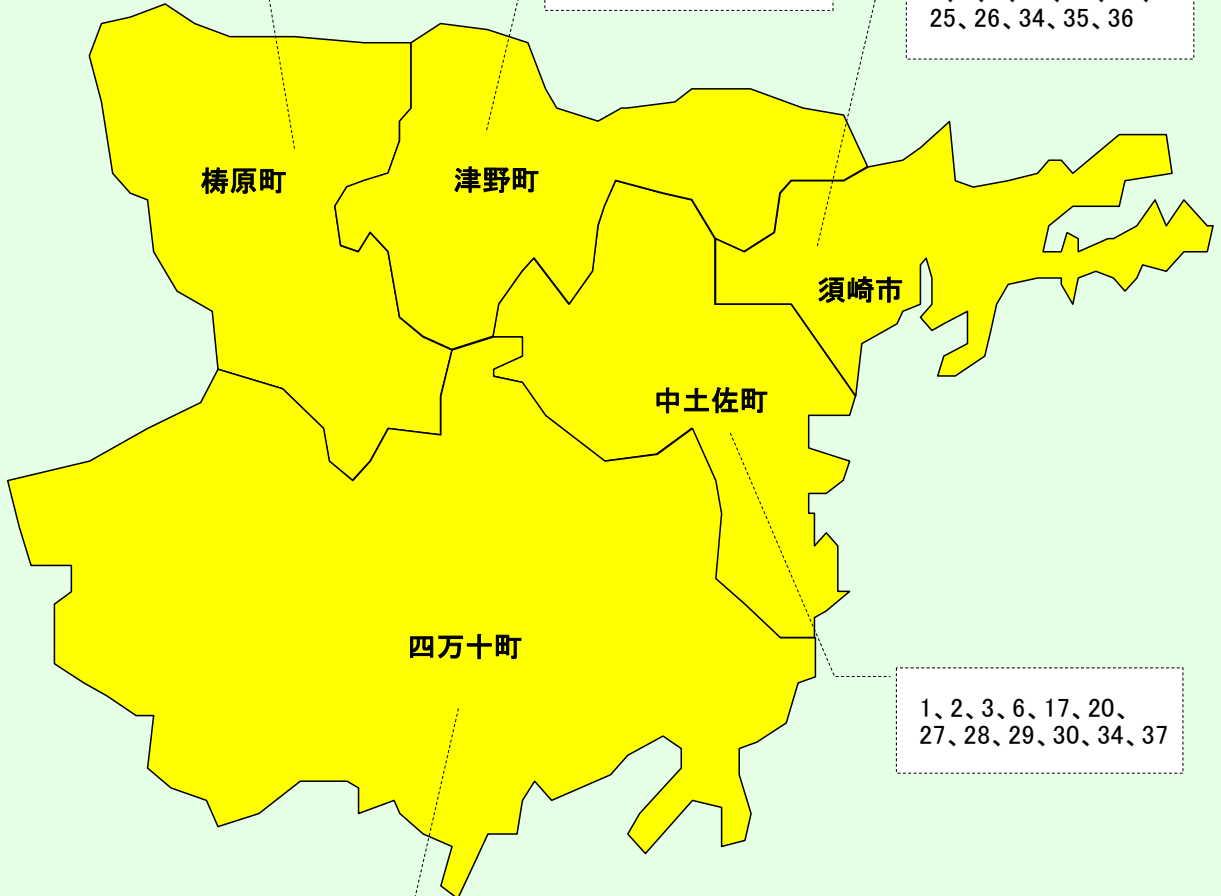 25、26、34、35、36
梼原町
津野町
須崎市
中土佐町
四万十町
1、2、3、6、17、20、
27、28、29、30、34、37